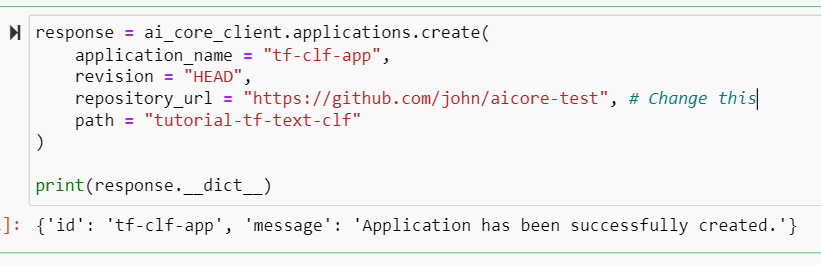 response = ai_core_client.applications.create(
    application_name = "tf-clf-app",
    revision = "HEAD",
    repository_url = "https://github.com/john/aicore-test", # Change this
    path = "tutorial-tf-text-clf"
)
print(response.__dict__)
]: {'id': 'tf-clf-app', 'message': 'Application has been successfully created.'}